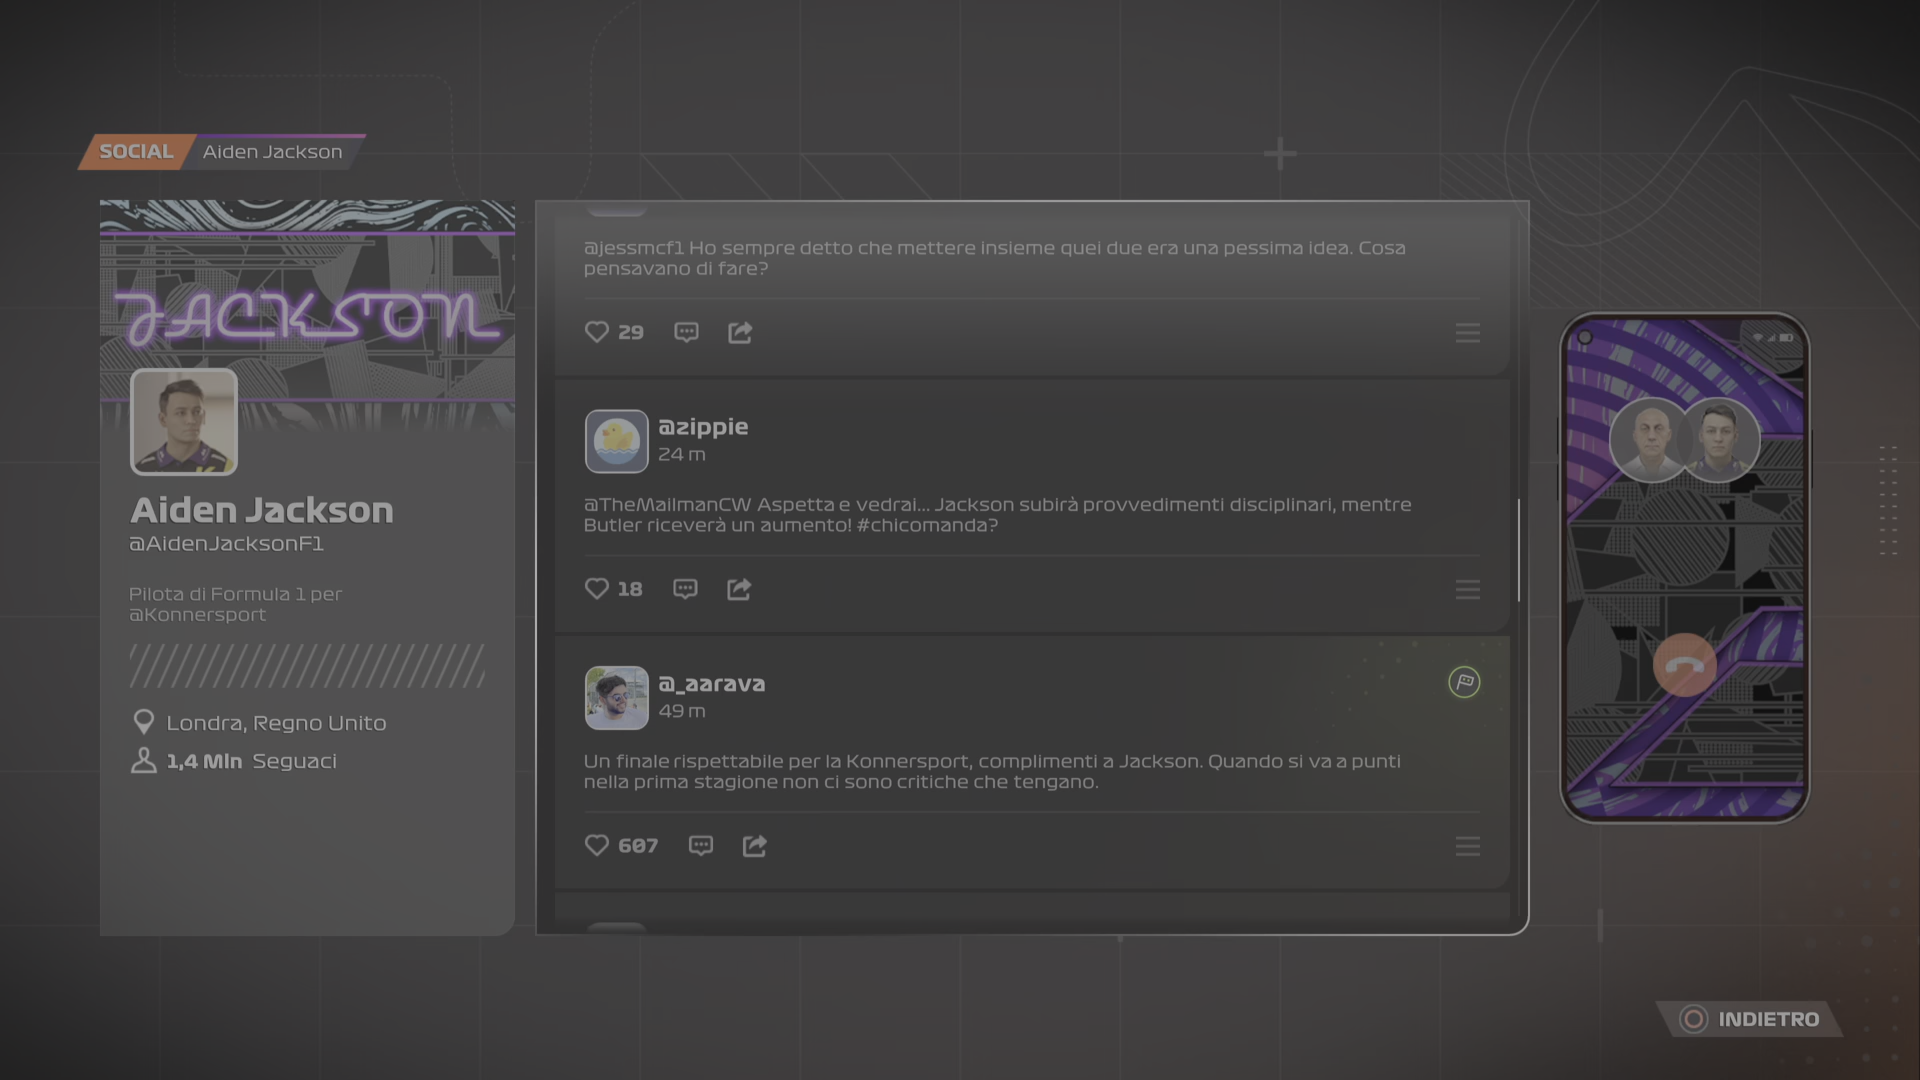 SOCIAL
Aiden Jackson
JACKSON
Aiden Jackson
@AidenJacksonF1
Pilota di Formula 1 per
@Konnersport
Londra, Regno Unito
1,4 Mln Seguaci
@jessmcf1 Ho sempre detto che mettere insieme quei due era una pessima idea. Cosa
pensavano di fare?
29
@zippie
24 m
@TheMailmanCW Aspetta e vedrai... Jackson subirà provvedimenti disciplinari, mentre
Butler riceverà un aumento! #chicomanda?
18
@_aarava
49 m
Un finale rispettabile per la Konnersport, complimenti a Jackson. Quando si va a punti
nella prima stagione non ci sono critiche che tengano.
607
INDIETRO